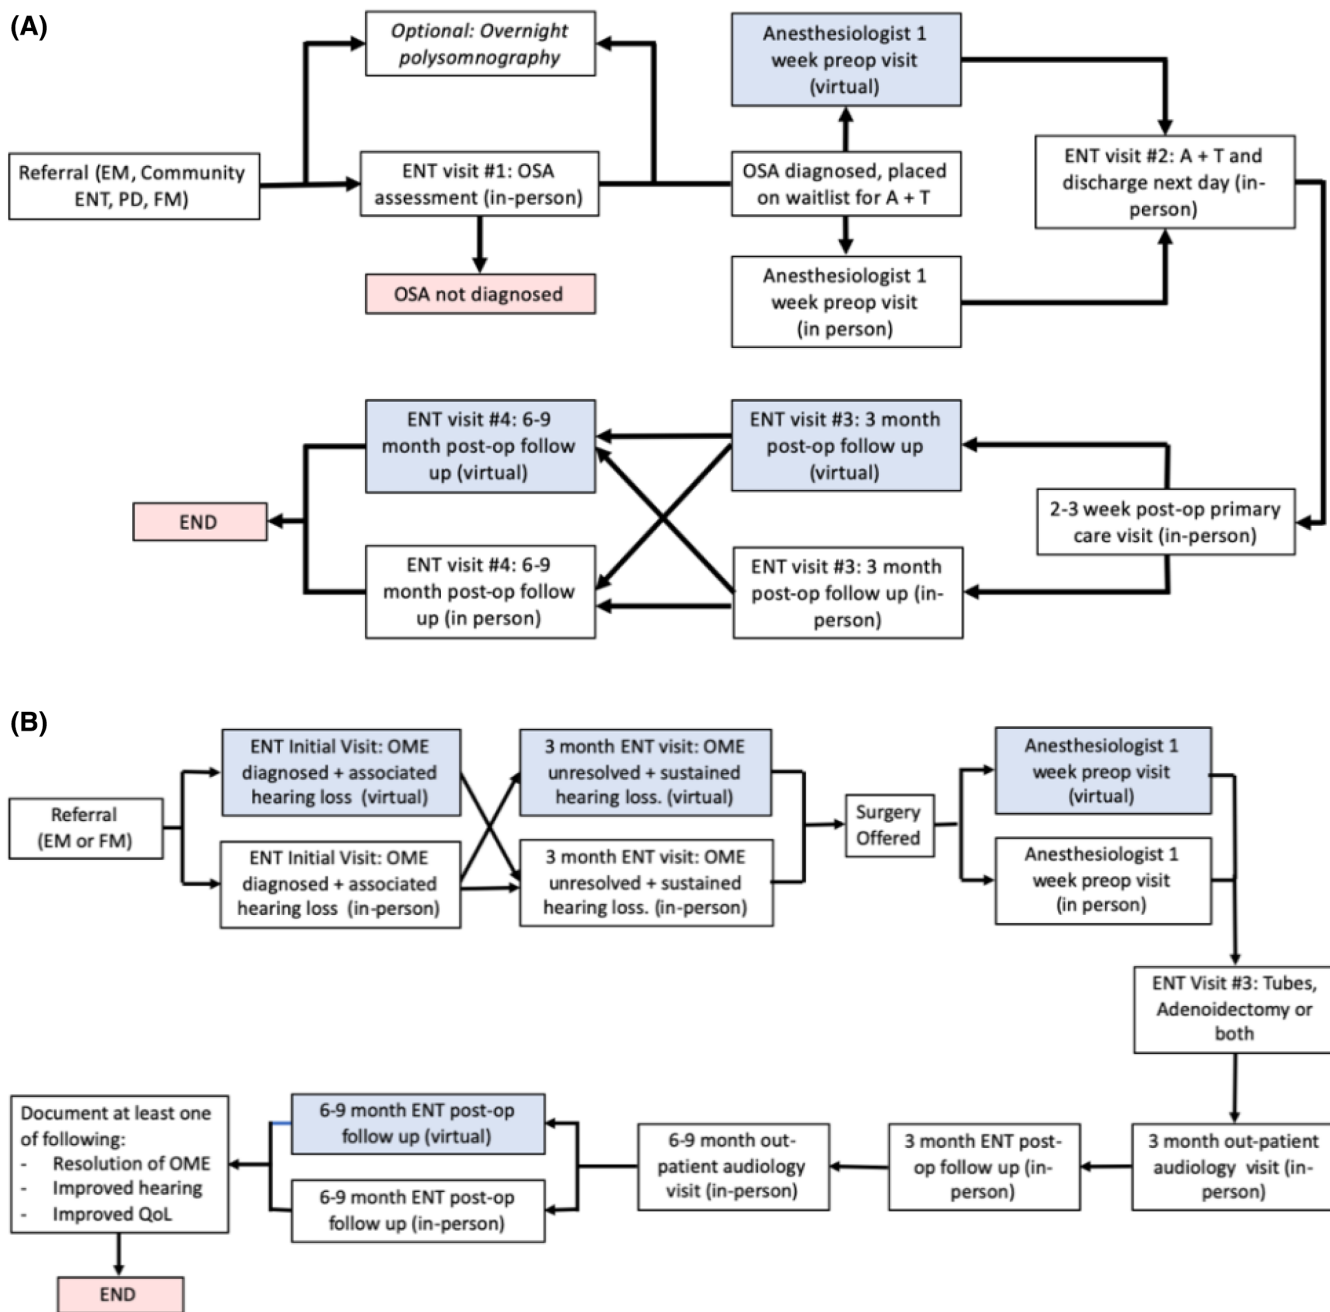 (A)
Optional: Overnight
polysomnography
Anesthesiologist 1
week preop visit
(virtual)
Referral (EM, Community
ENT, PD, FM)
ENT visit #1: OSA
assessment (in-person)
OSA diagnosed, placed
on waitlist for A + T
ENT visit #2: A + T and
discharge next day (in-
person)
OSA not diagnosed
Anesthesiologist 1
week preop visit
(in person)
ENT visit #4: 6-9
month post-op follow
up (virtual)
ENT visit #3: 3 month
post-op follow up
(virtual)
END
2-3 week post-op primary
care visit (in-person)
ENT visit #4: 6-9
month post-op follow
up (in person)
ENT visit #3: 3 month
post-op follow up (in-
person)
(B)
ENT Initial Visit: OME
diagnosed + associated
hearing loss (virtual)
3 month ENT visit: OME
unresolved + sustained
hearing loss. (virtual)
Anesthesiologist 1
week preop visit
(virtual)
Referral
(EM or FM)
Surgery
Offered
ENT Initial Visit: OME
diagnosed + associated
hearing loss (in-person)
3 month ENT visit: OME
unresolved + sustained
hearing loss. (in-person)
Anesthesiologist 1
week preop visit
(in person)
ENT Visit #3: Tubes,
Adenoidectomy or
both
Document at least one
of following:
- Resolution of OME
- Improved hearing
- Improved QoL
6-9 month ENT post-op
follow up (virtual)
6-9 month ENT post-op
follow up (in-person)
6-9 month out-
patient audiology
visit (in-person)
3 month ENT post-
op follow up (in-
person)
3 month out-patient
audiology visit (in-
person)
END